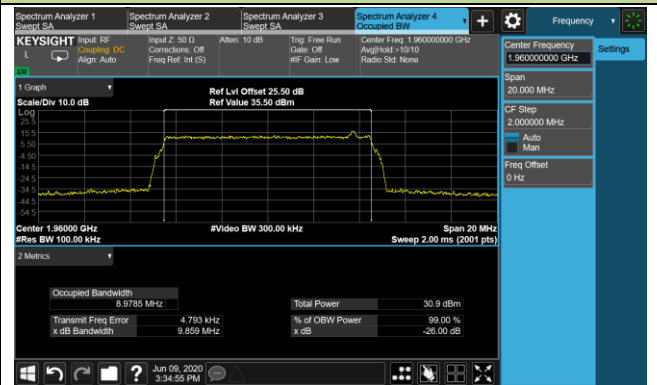 Spectrum Analyzer 1
Swept SA
Spectrum Analyzer 2
Swept SA
Spectrum Analyzer 3
Swept SA
Spectrum Analyzer 4
Occupied BW
Frequency
KEYSIGHT
L
Input: RF
Coupling: DC
Align: Auto
Input Z: 50 Ω
Corrections: Off
Freq Ref: Int (S)
Atten: 10 dB
Trig: Free Run
Gate: Off
#IF Gain: Low
Center Freq: 1.960000000 GHz
Avg|Hold:>10/10
Radio Std: None
Center Frequency
1.960000000 GHz
Settings
Span
20.000 MHz
CF Step
2.000000 MHz
Auto
Man
Freq Offset
0 Hz
1 Graph
Scale/Div 10.0 dB
Ref Lvl Offset 25.50 dB
Ref Value 35.50 dBm
Log
25.5
15.5
5.50
-4.50
-14.5
-24.5
-34.5
-44.5
-54.5
Center 1.96000 GHz
#Res BW 100.00 kHz
#Video BW 300.00 kHz
Span 20 MHz
Sweep 2.00 ms (2001 pts)
2 Metrics
Occupied Bandwidth
8.9785 MHz
Total Power 30.9 dBm
Transmit Freq Error 4.793 kHz
% of OBW Power 99.00 %
x dB Bandwidth 9.859 MHz
x dB -26.00 dB
?
Jun 09, 2020
3:34:55 PM